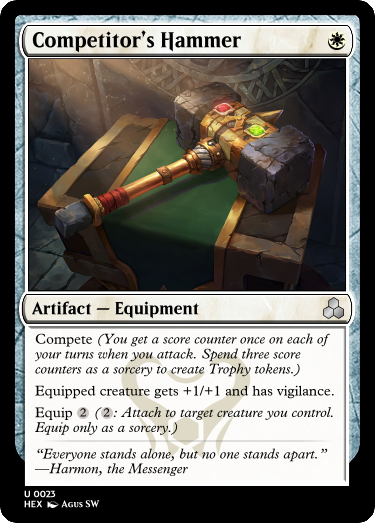 Competitor's Hammer
Artifact — Equipment
Compete (You get a score counter once on each of
your turns when you attack. Spend three score
counters as a sorcery to create Trophy tokens.)
Equipped creature gets +1/+1 and has vigilance.
Equip 2 (2: Attach to target creature you control.
Equip only as a sorcery.)
“Everyone stands alone, but no one stands apart.”
—Harmon, the Messenger
U 0023
HEX Agus SW